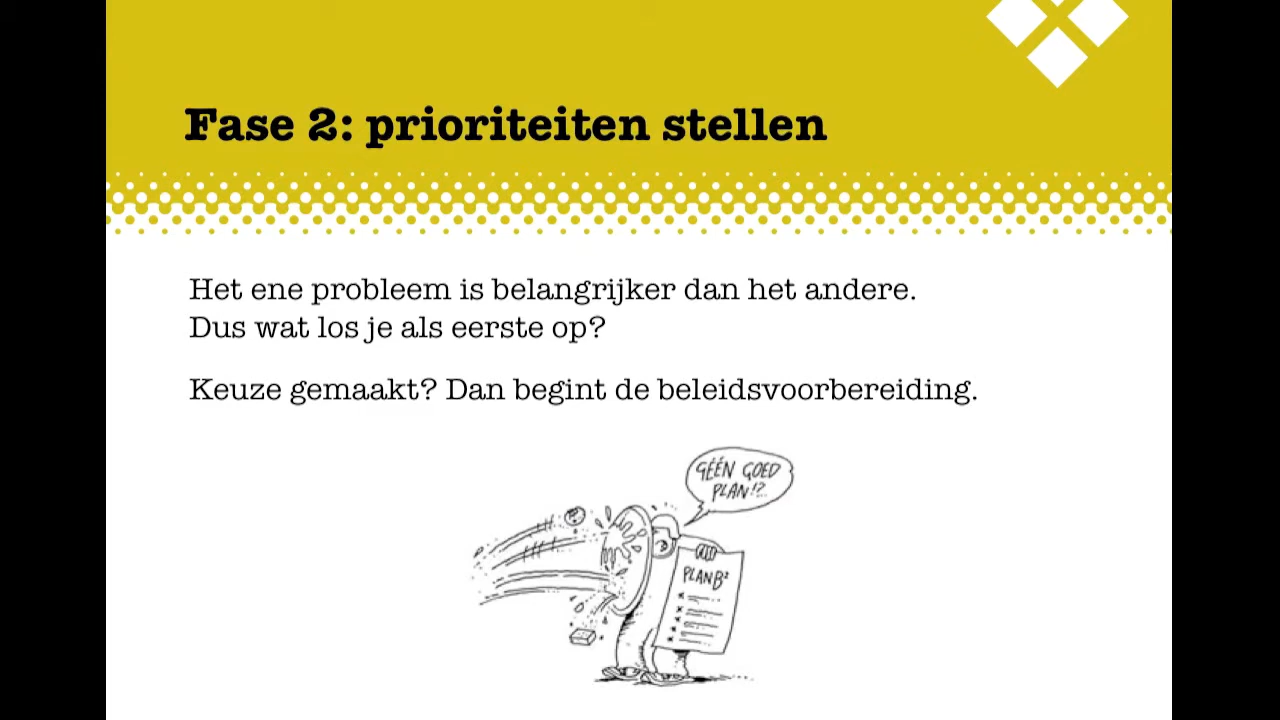 Fase 2: prioriteiten stellen
Het ene probleem is belangrijker dan het andere.
Dus wat los je als eerste op?
Keuze gemaakt? Dan begint de beleidsvoorbereiding.
GÉÉN GOED
PLAN!?
PLAN B²